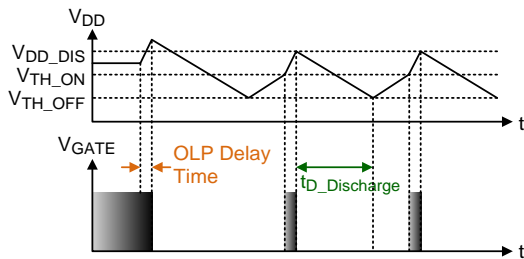 VDD
VDD_DIS
VTH_ON
VTH_OFF
t
VGATE
OLP Delay
Time
tD_Discharge
t